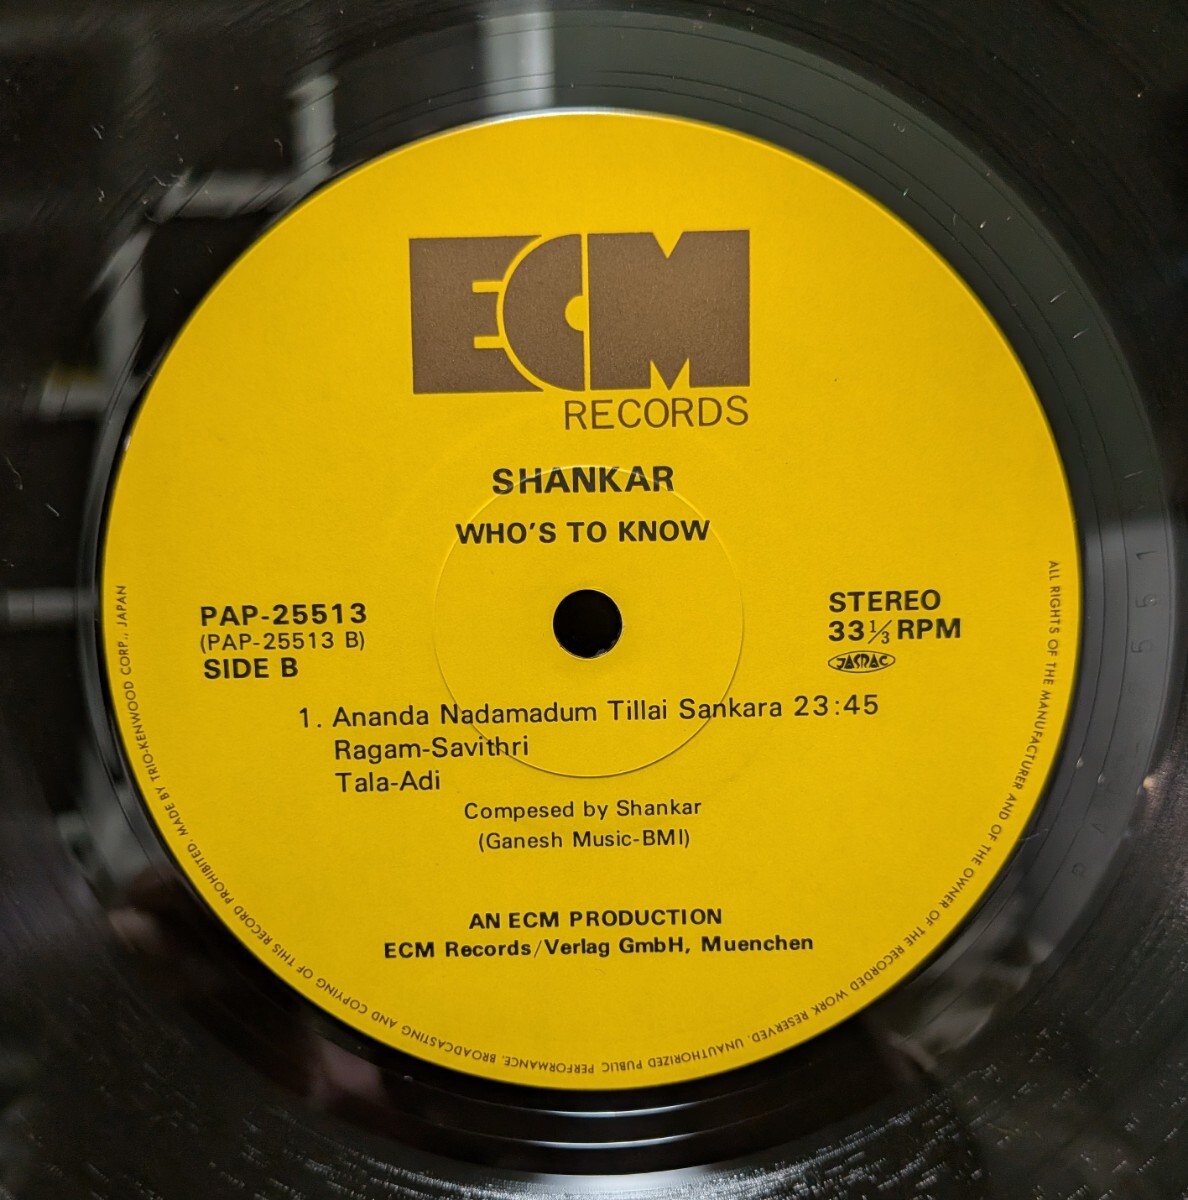 ECM
RECORDS
SHANKAR
WHO'S TO KNOW
PAP-25513
(PAP-25513 B)
SIDE B
STEREO
33 1/3 RPM
JASRAC
1. Ananda Nadamadum Tillai Sankara 23:45
Ragam-Savithri
Tala-Adi
Compesed by Shankar
(Ganesh Music-BMI)
AN ECM PRODUCTION
ECM Records/Verlag GmbH, Muenchen
ALL RIGHTS OF THE MANUFACTURER AND OF THE OWNER OF THE RECORDED WORK RESERVED. UNAUTHORIZED PUBLIC PERFORMANCE. BROADCASTING AND COPYING OF THIS RECORD PROHIBITED. MADE BY TRIO-KENWOOD CORP., JAPAN